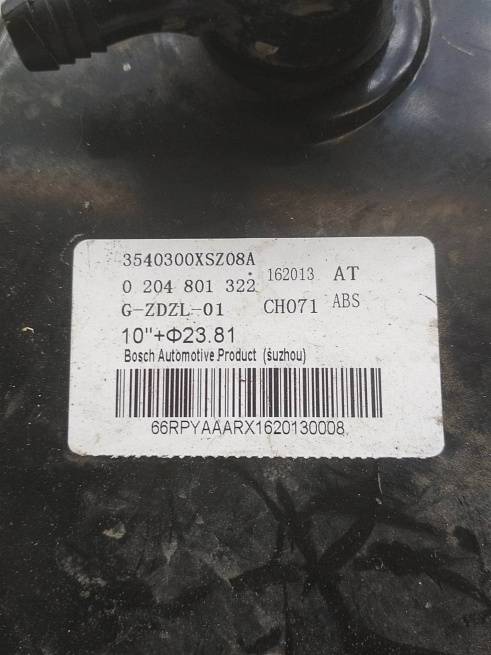 3540300XSZ08A
0 204 801 322 162013 AT
G-ZDZL-01 CH071 ABS
10"+Φ23.81
Bosch Automotive Product (suzhou)
66RPYAAARX1620130008